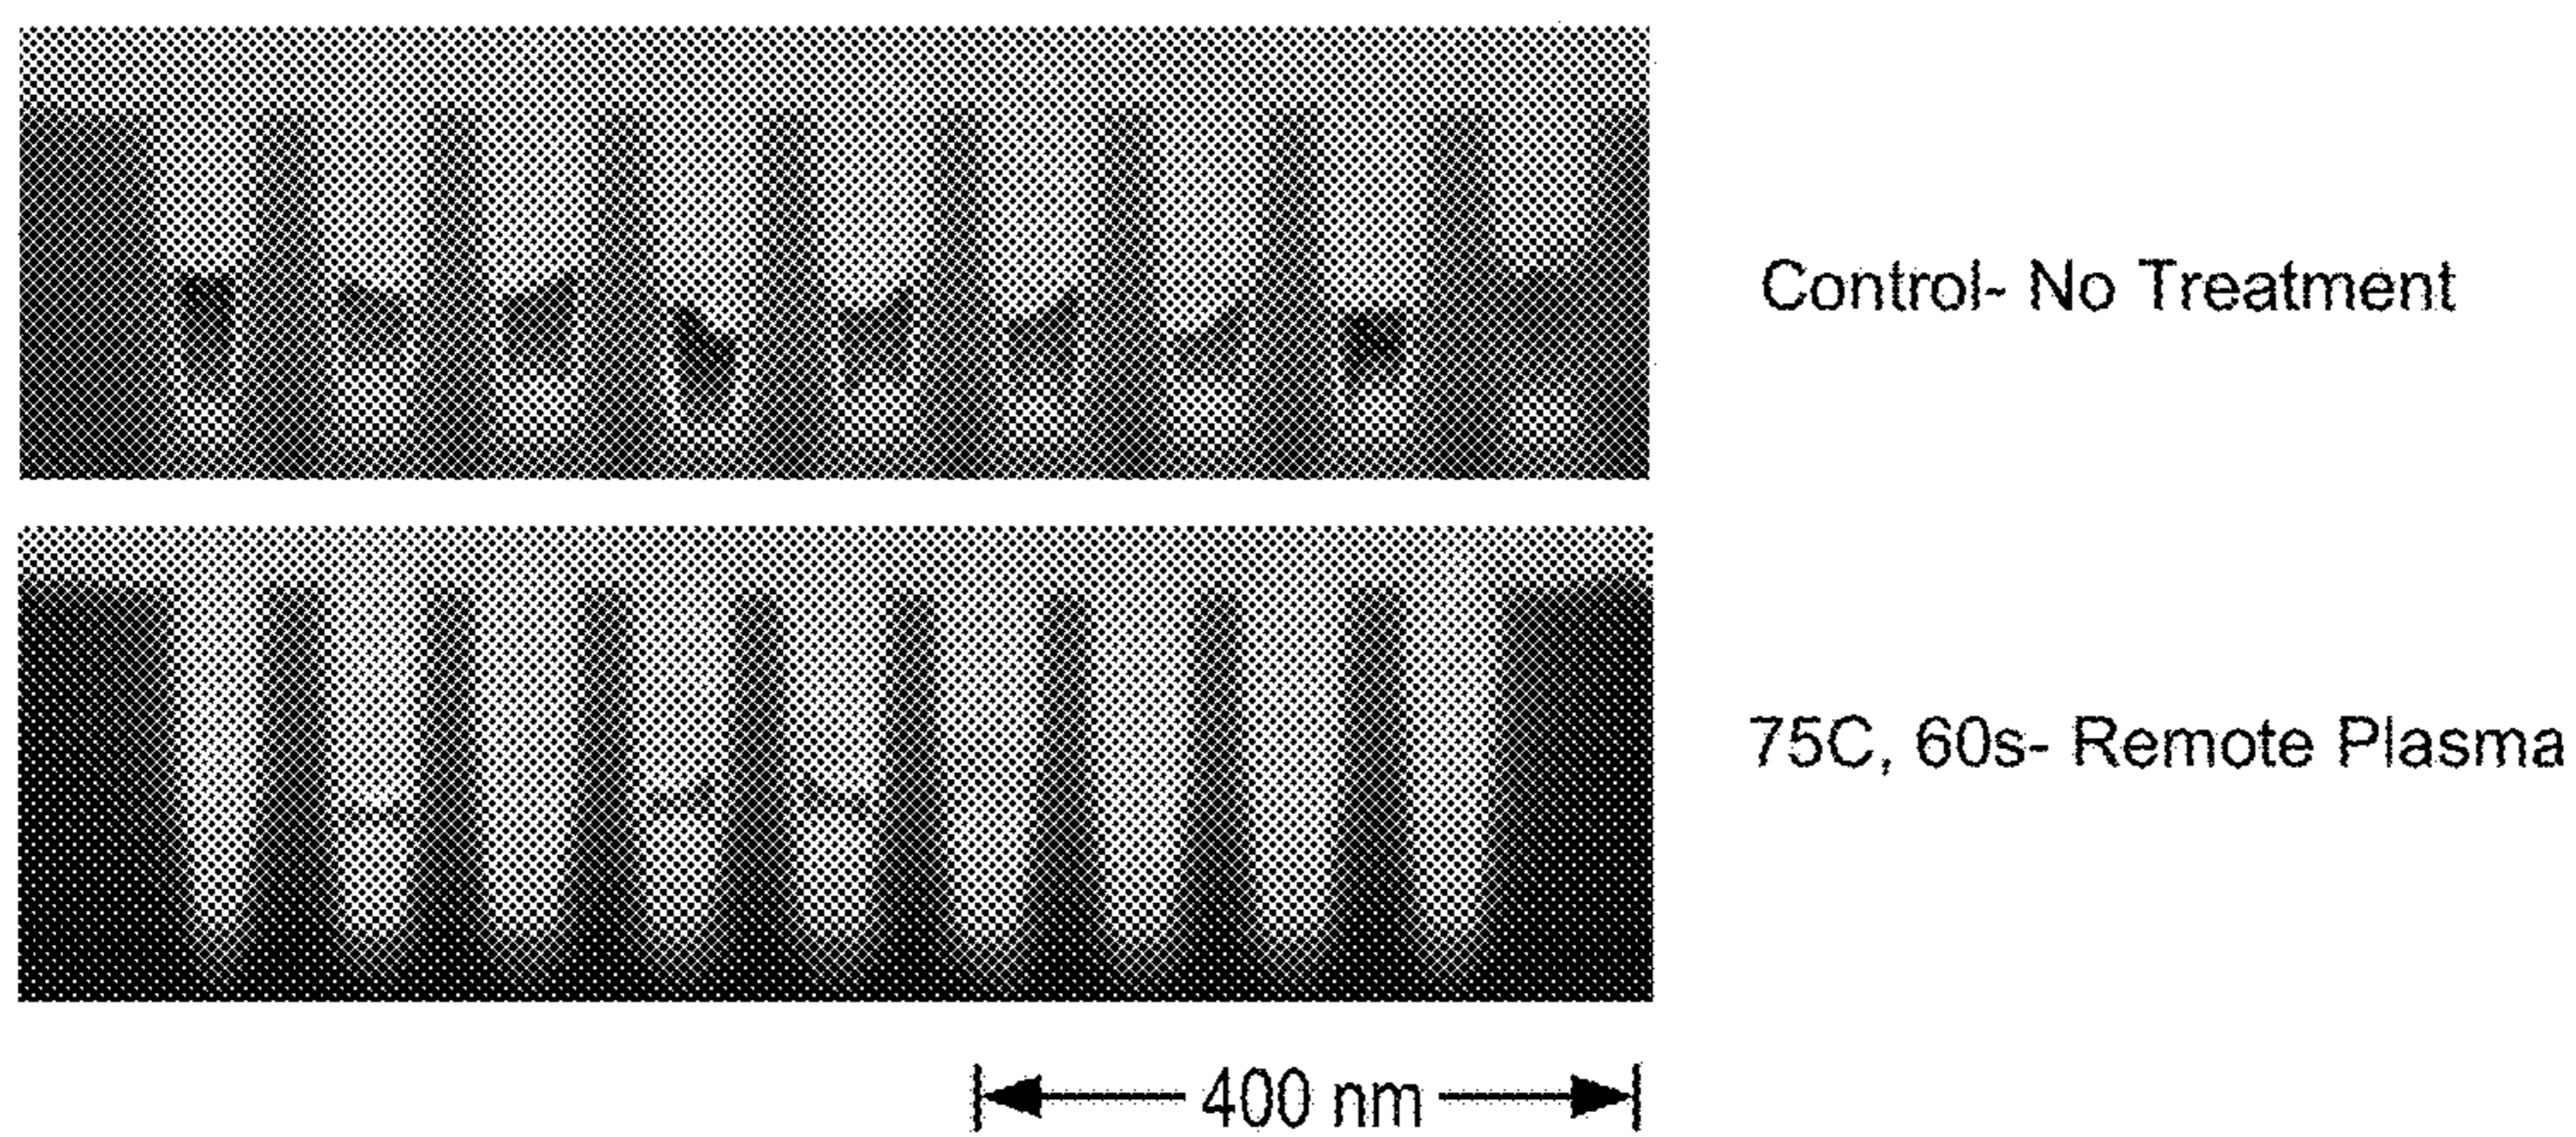 Control- No Treatment
75C, 60s- Remote Plasma
400 nm